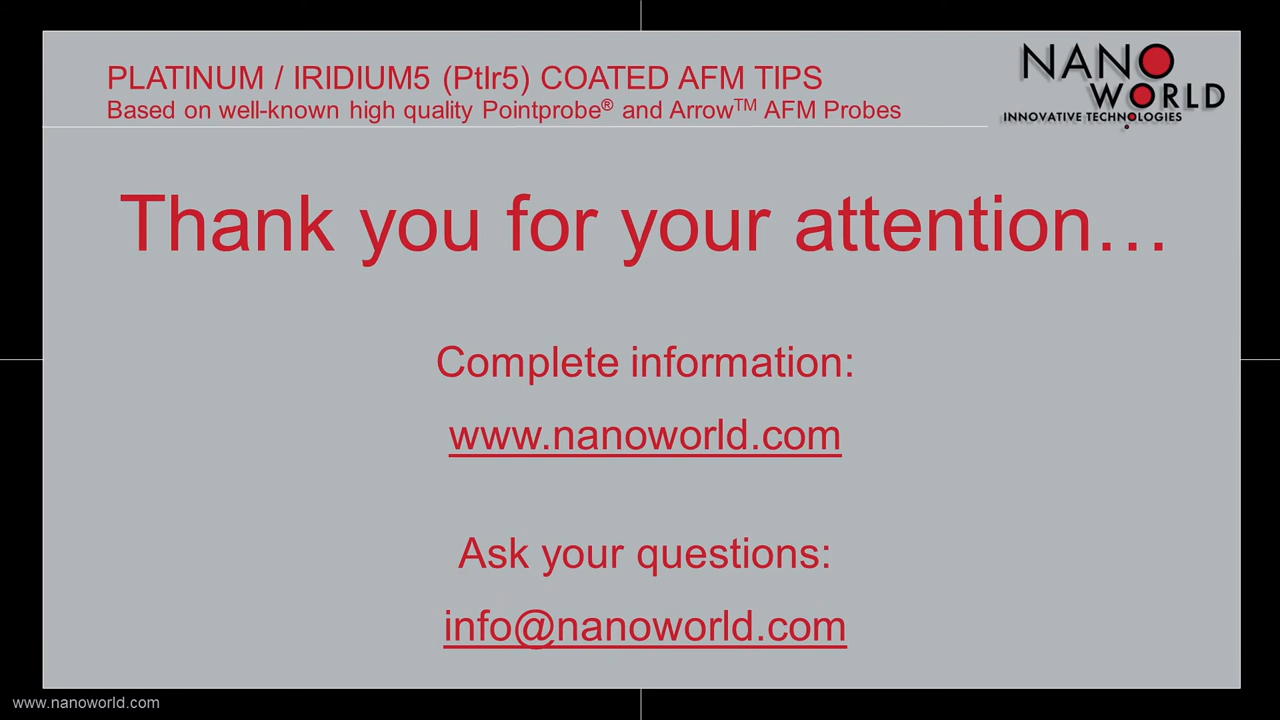 PLATINUM / IRIDIUM5 (PtIr5) COATED AFM TIPS
Based on well-known high quality Pointprobe® and Arrow™ AFM Probes
NANO
WORLD
INNOVATIVE TECHNOLOGIES
Thank you for your attention…
Complete information:
www.nanoworld.com
Ask your questions:
info@nanoworld.com
www.nanoworld.com